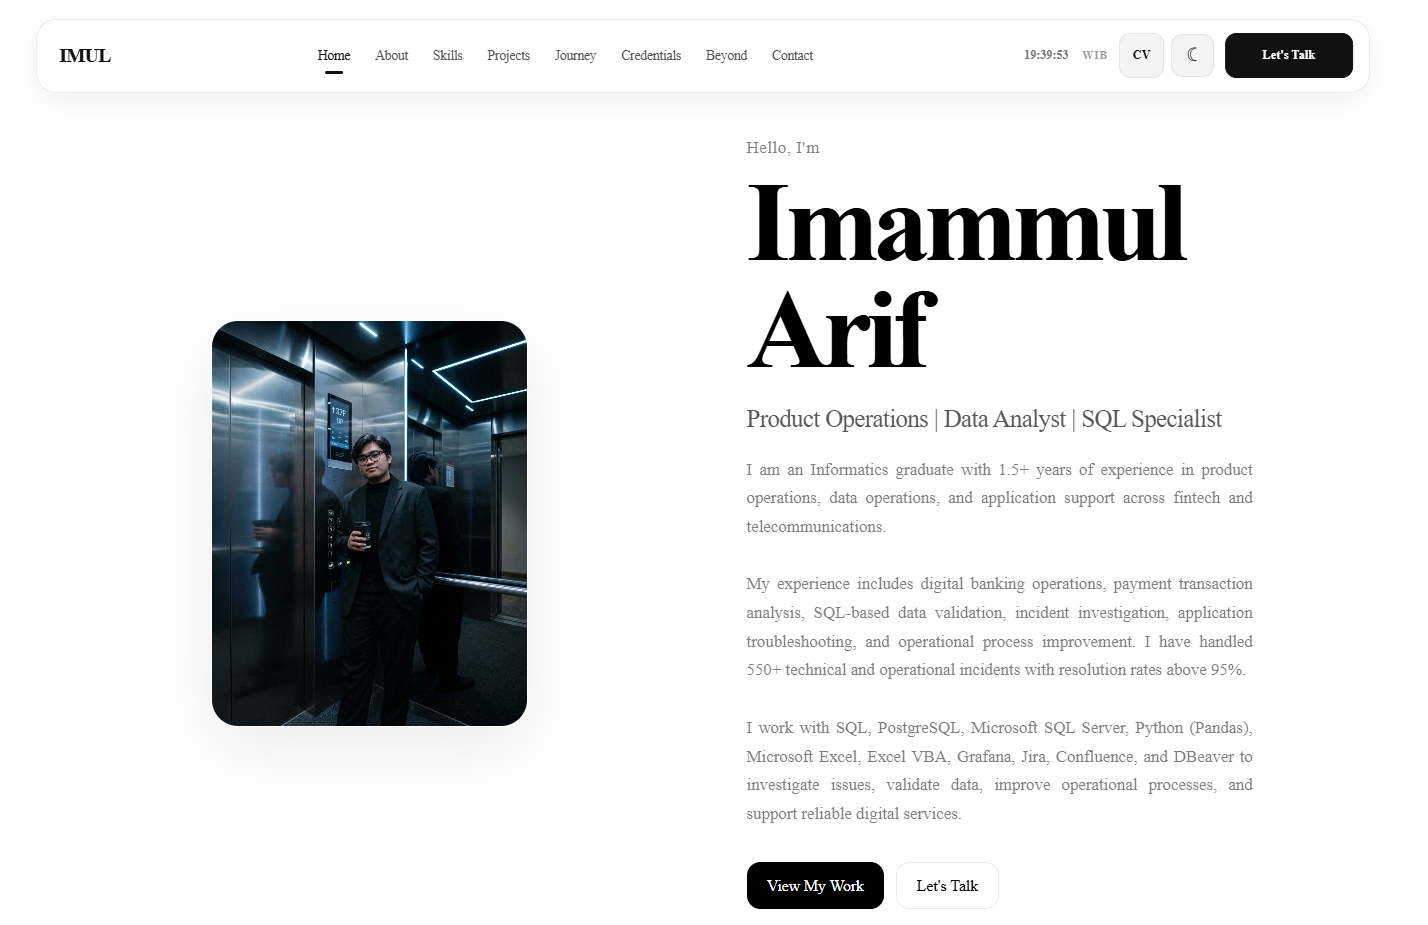 IMUL
Home About Skills Projects Journey Credentials Beyond Contact
19:39:53 WIB CV Let's Talk
Hello, I'm
Imammul
Arif
Product Operations | Data Analyst | SQL Specialist
I am an Informatics graduate with 1.5+ years of experience in product
operations, data operations, and application support across fintech and
telecommunications.
My experience includes digital banking operations, payment transaction
analysis, SQL-based data validation, incident investigation, application
troubleshooting, and operational process improvement. I have handled
550+ technical and operational incidents with resolution rates above 95%.
I work with SQL, PostgreSQL, Microsoft SQL Server, Python (Pandas),
Microsoft Excel, Excel VBA, Grafana, Jira, Confluence, and DBeaver to
investigate issues, validate data, improve operational processes, and
support reliable digital services.
View My Work Let's Talk
37F
UP